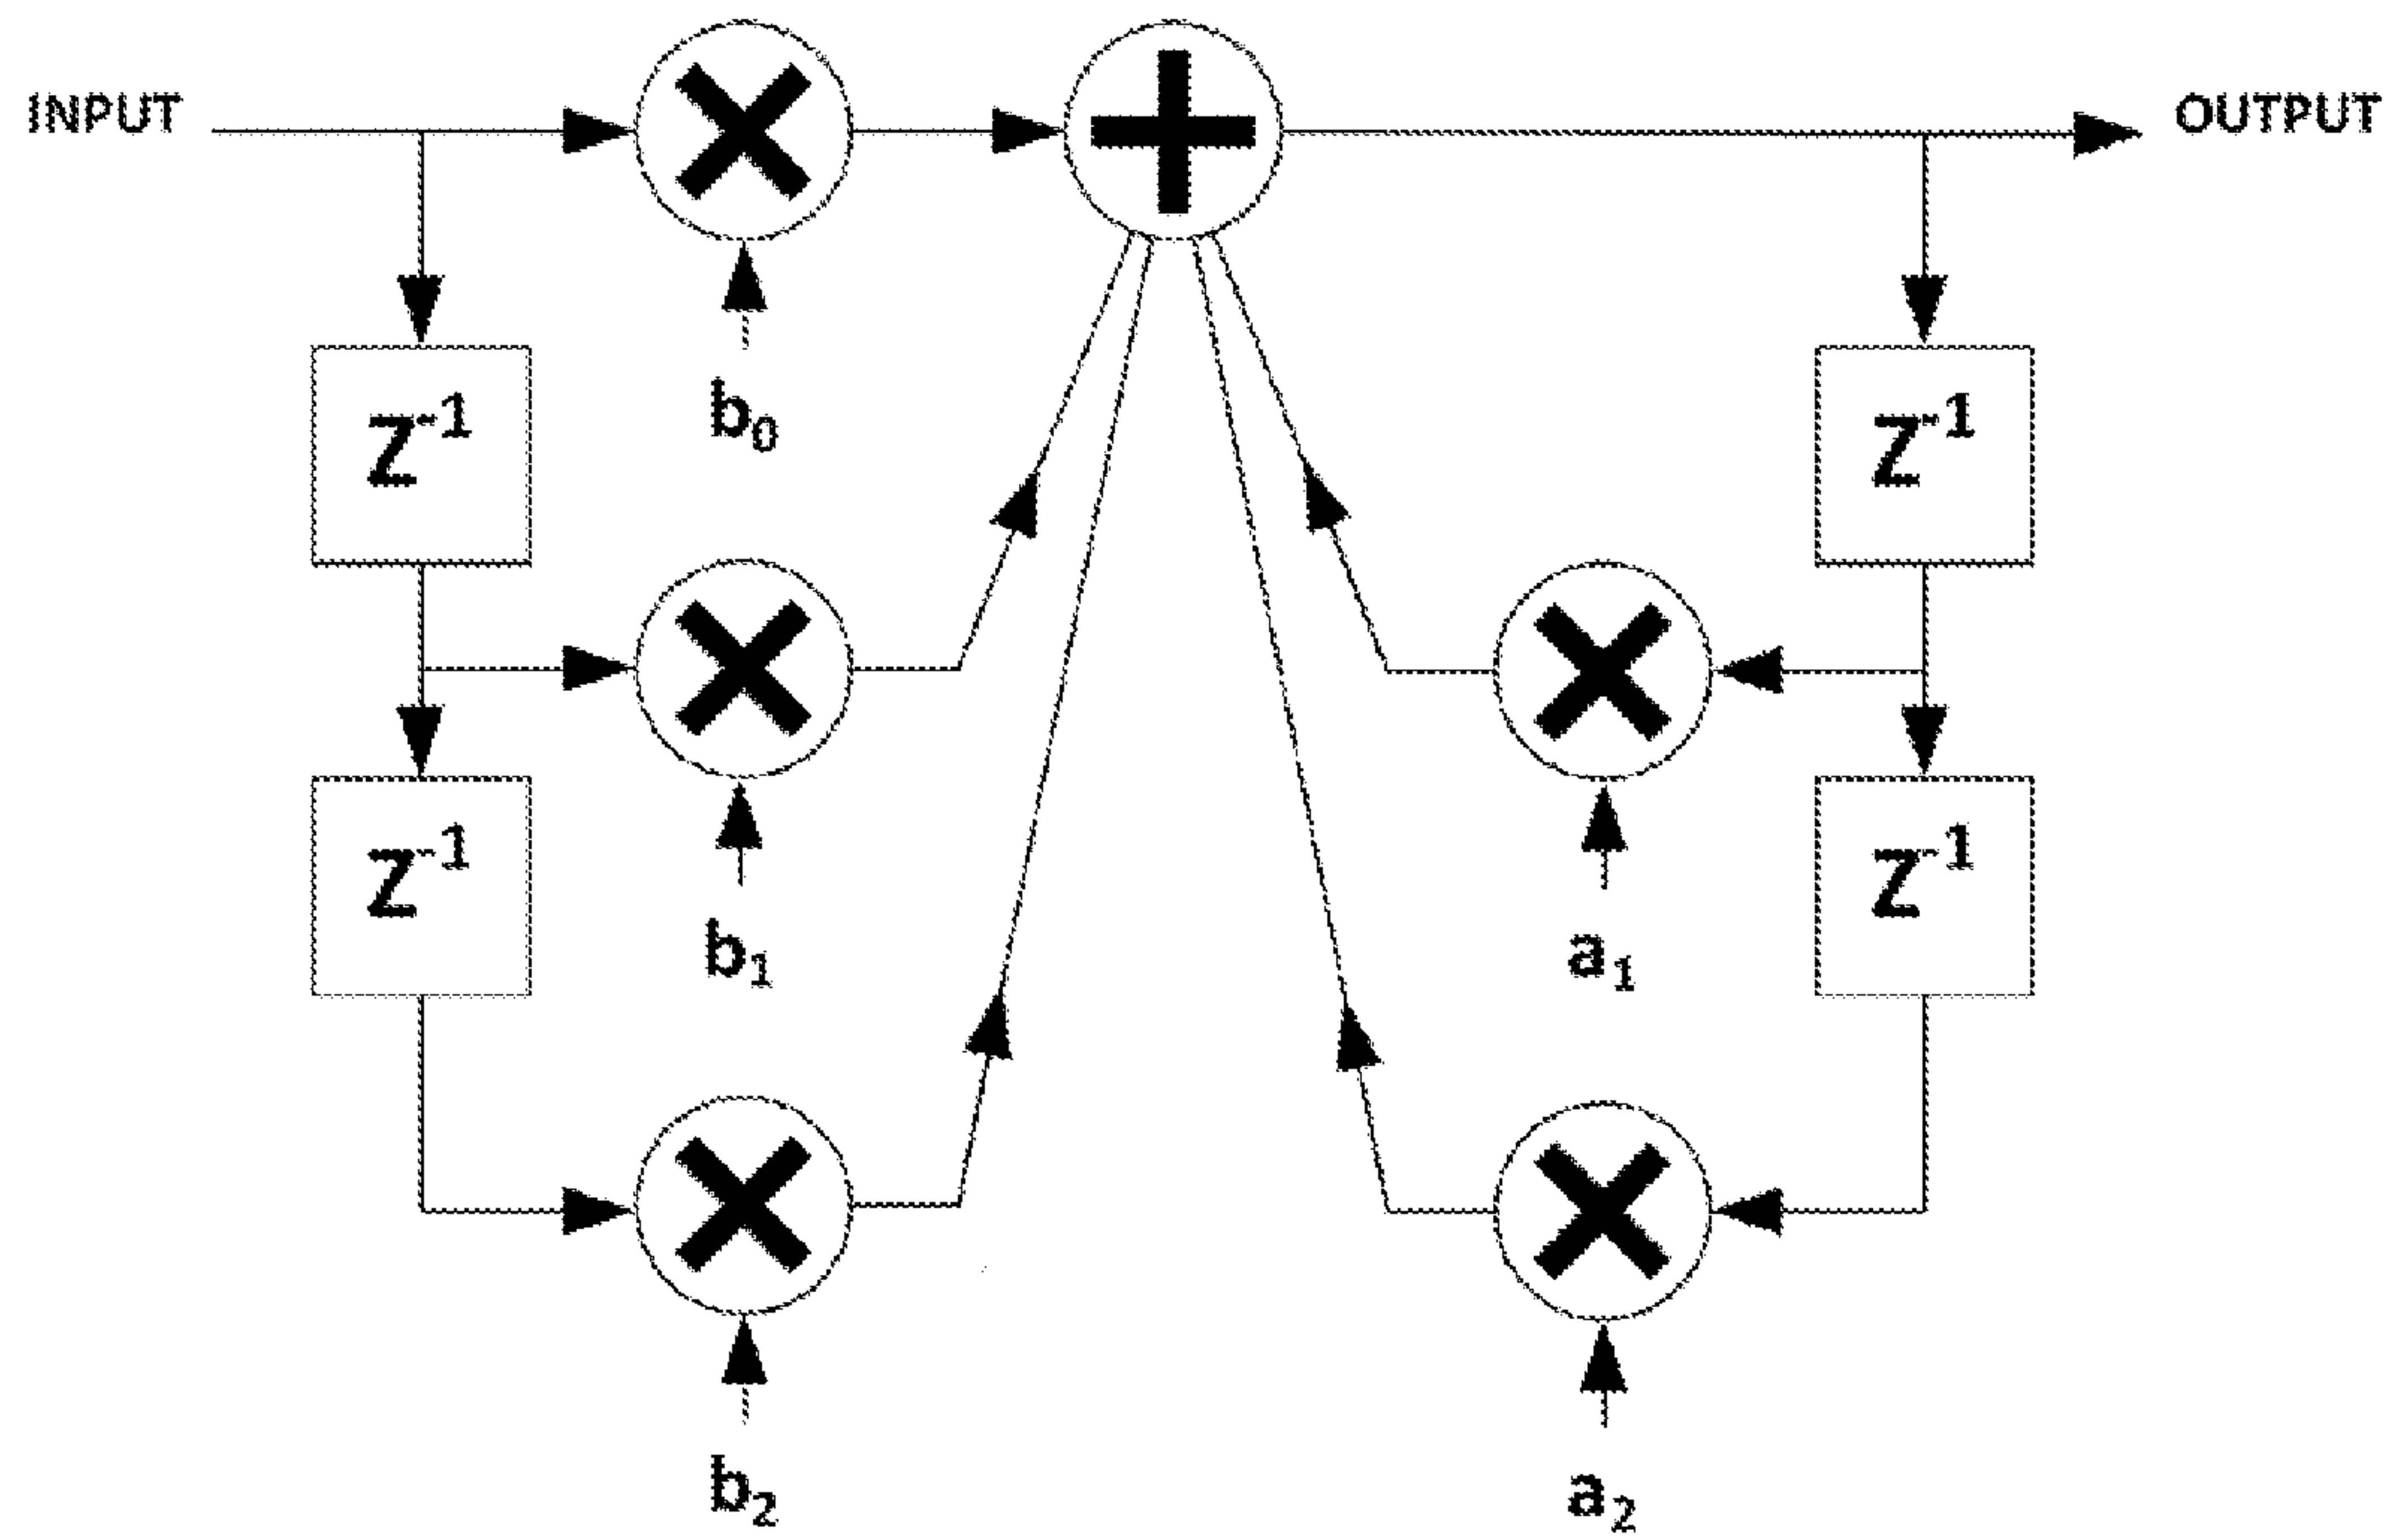 INPUT
OUTPUT
Z⁻¹
b₀
Z⁻¹
Z⁻¹
b₁
a₁
Z⁻¹
b₂
a₂